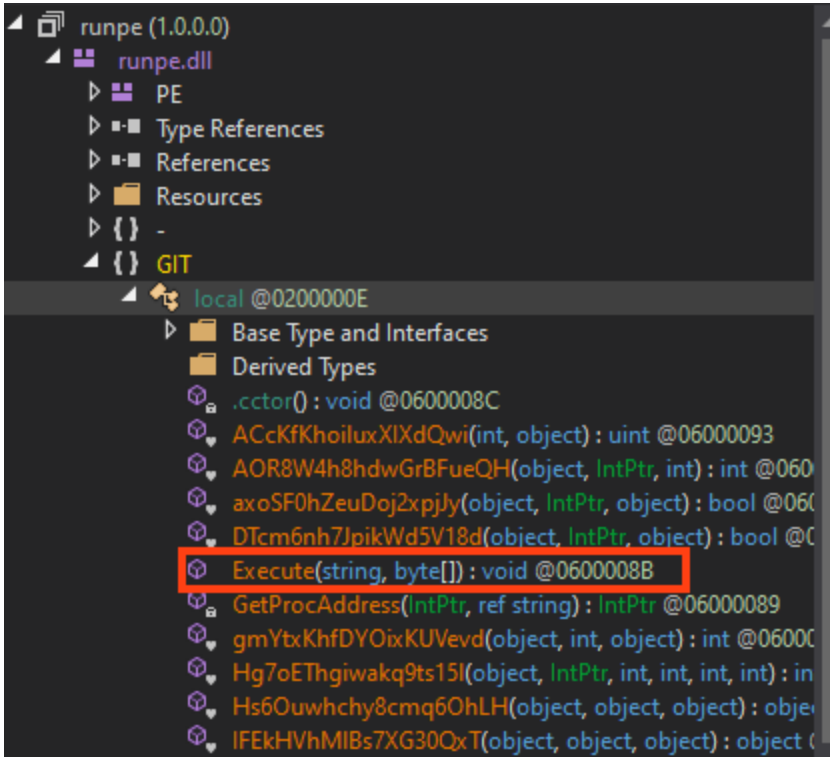 runpe (1.0.0.0)
runpe.dll
PE
Type References
References
Resources
{ } -
{ } GIT
local @0200000E
Base Type and Interfaces
Derived Types
.cctor() : void @0600008C
ACcKfKhoiluxXlXdQwi(int, object) : uint @06000093
AOR8W4h8hdwGrBFueQH(object, IntPtr, int) : int @060
axoSF0hZeuDoj2xpjJy(object, IntPtr, object) : bool @060
DTcm6nh7JpikWd5V18d(object, IntPtr, object) : bool @0
Execute(string, byte[]) : void @0600008B
GetProcAddress(IntPtr, ref string) : IntPtr @06000089
gmYtxKhfDYOixKUVevd(object, int, object) : int @06000
Hg7oEThgiwakq9ts15l(object, IntPtr, int, int, int) : in
Hs6Ouwhchy8cmq6OhLH(object, object, object) : obje
IFEkHVhMIBs7XG30QxT(object, object, object) : object